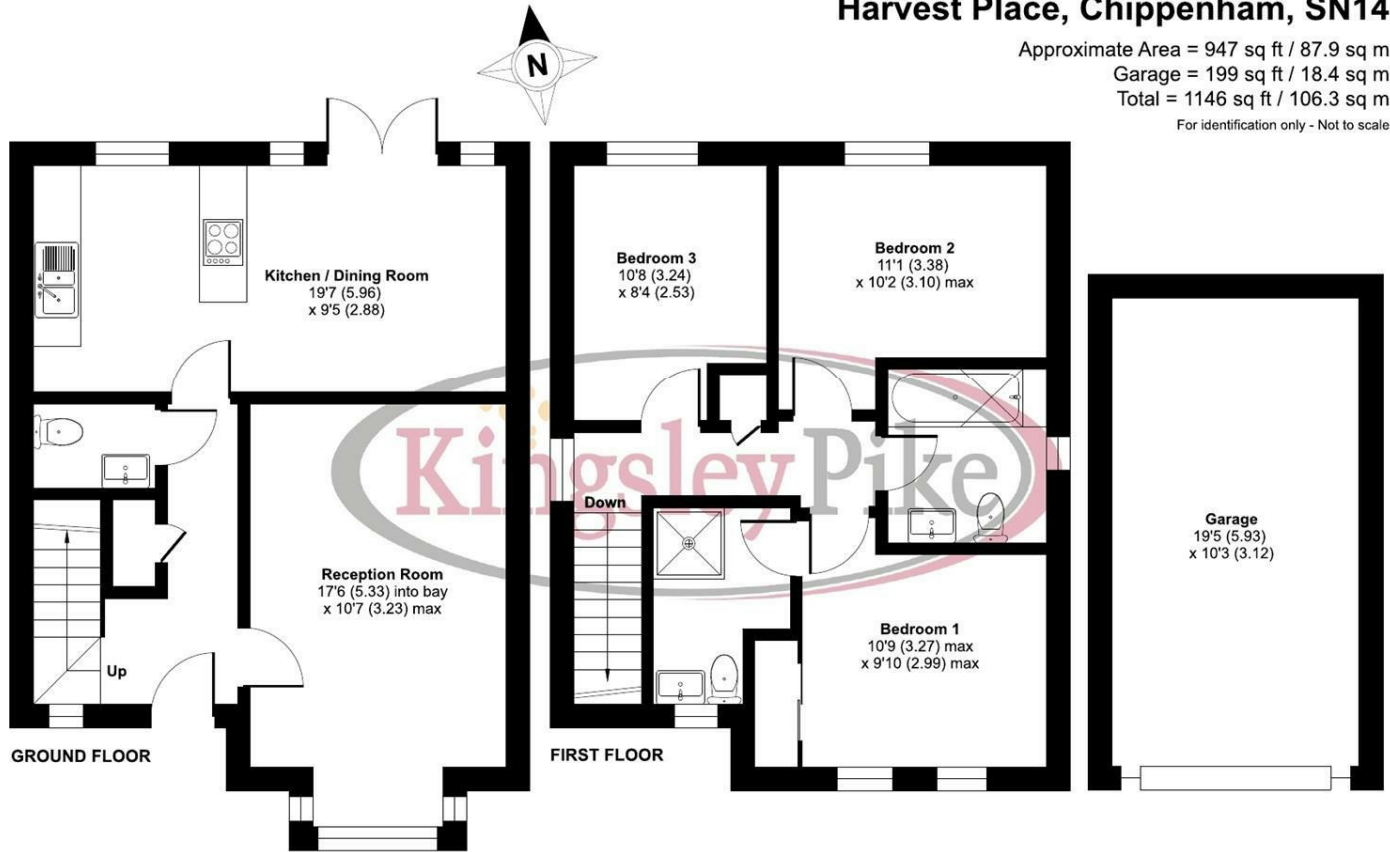 Harvest Place, Chippenham, SN14
Approximate Area = 947 sq ft / 87.9 sq m
Garage = 199 sq ft / 18.4 sq m
Total = 1146 sq ft / 106.3 sq m
For identification only - Not to scale
N
Kitchen / Dining Room
19'7 (5.96)
x 9'5 (2.88)
Reception Room
17'6 (5.33) into bay
x 10'7 (3.23) max
Up
GROUND FLOOR
Bedroom 3
10'8 (3.24)
x 8'4 (2.53)
Bedroom 2
11'1 (3.38)
x 10'2 (3.10) max
Kingsley Pike
Down
Bedroom 1
10'9 (3.27) max
x 9'10 (2.99) max
FIRST FLOOR
Garage
19'5 (5.93)
x 10'3 (3.12)